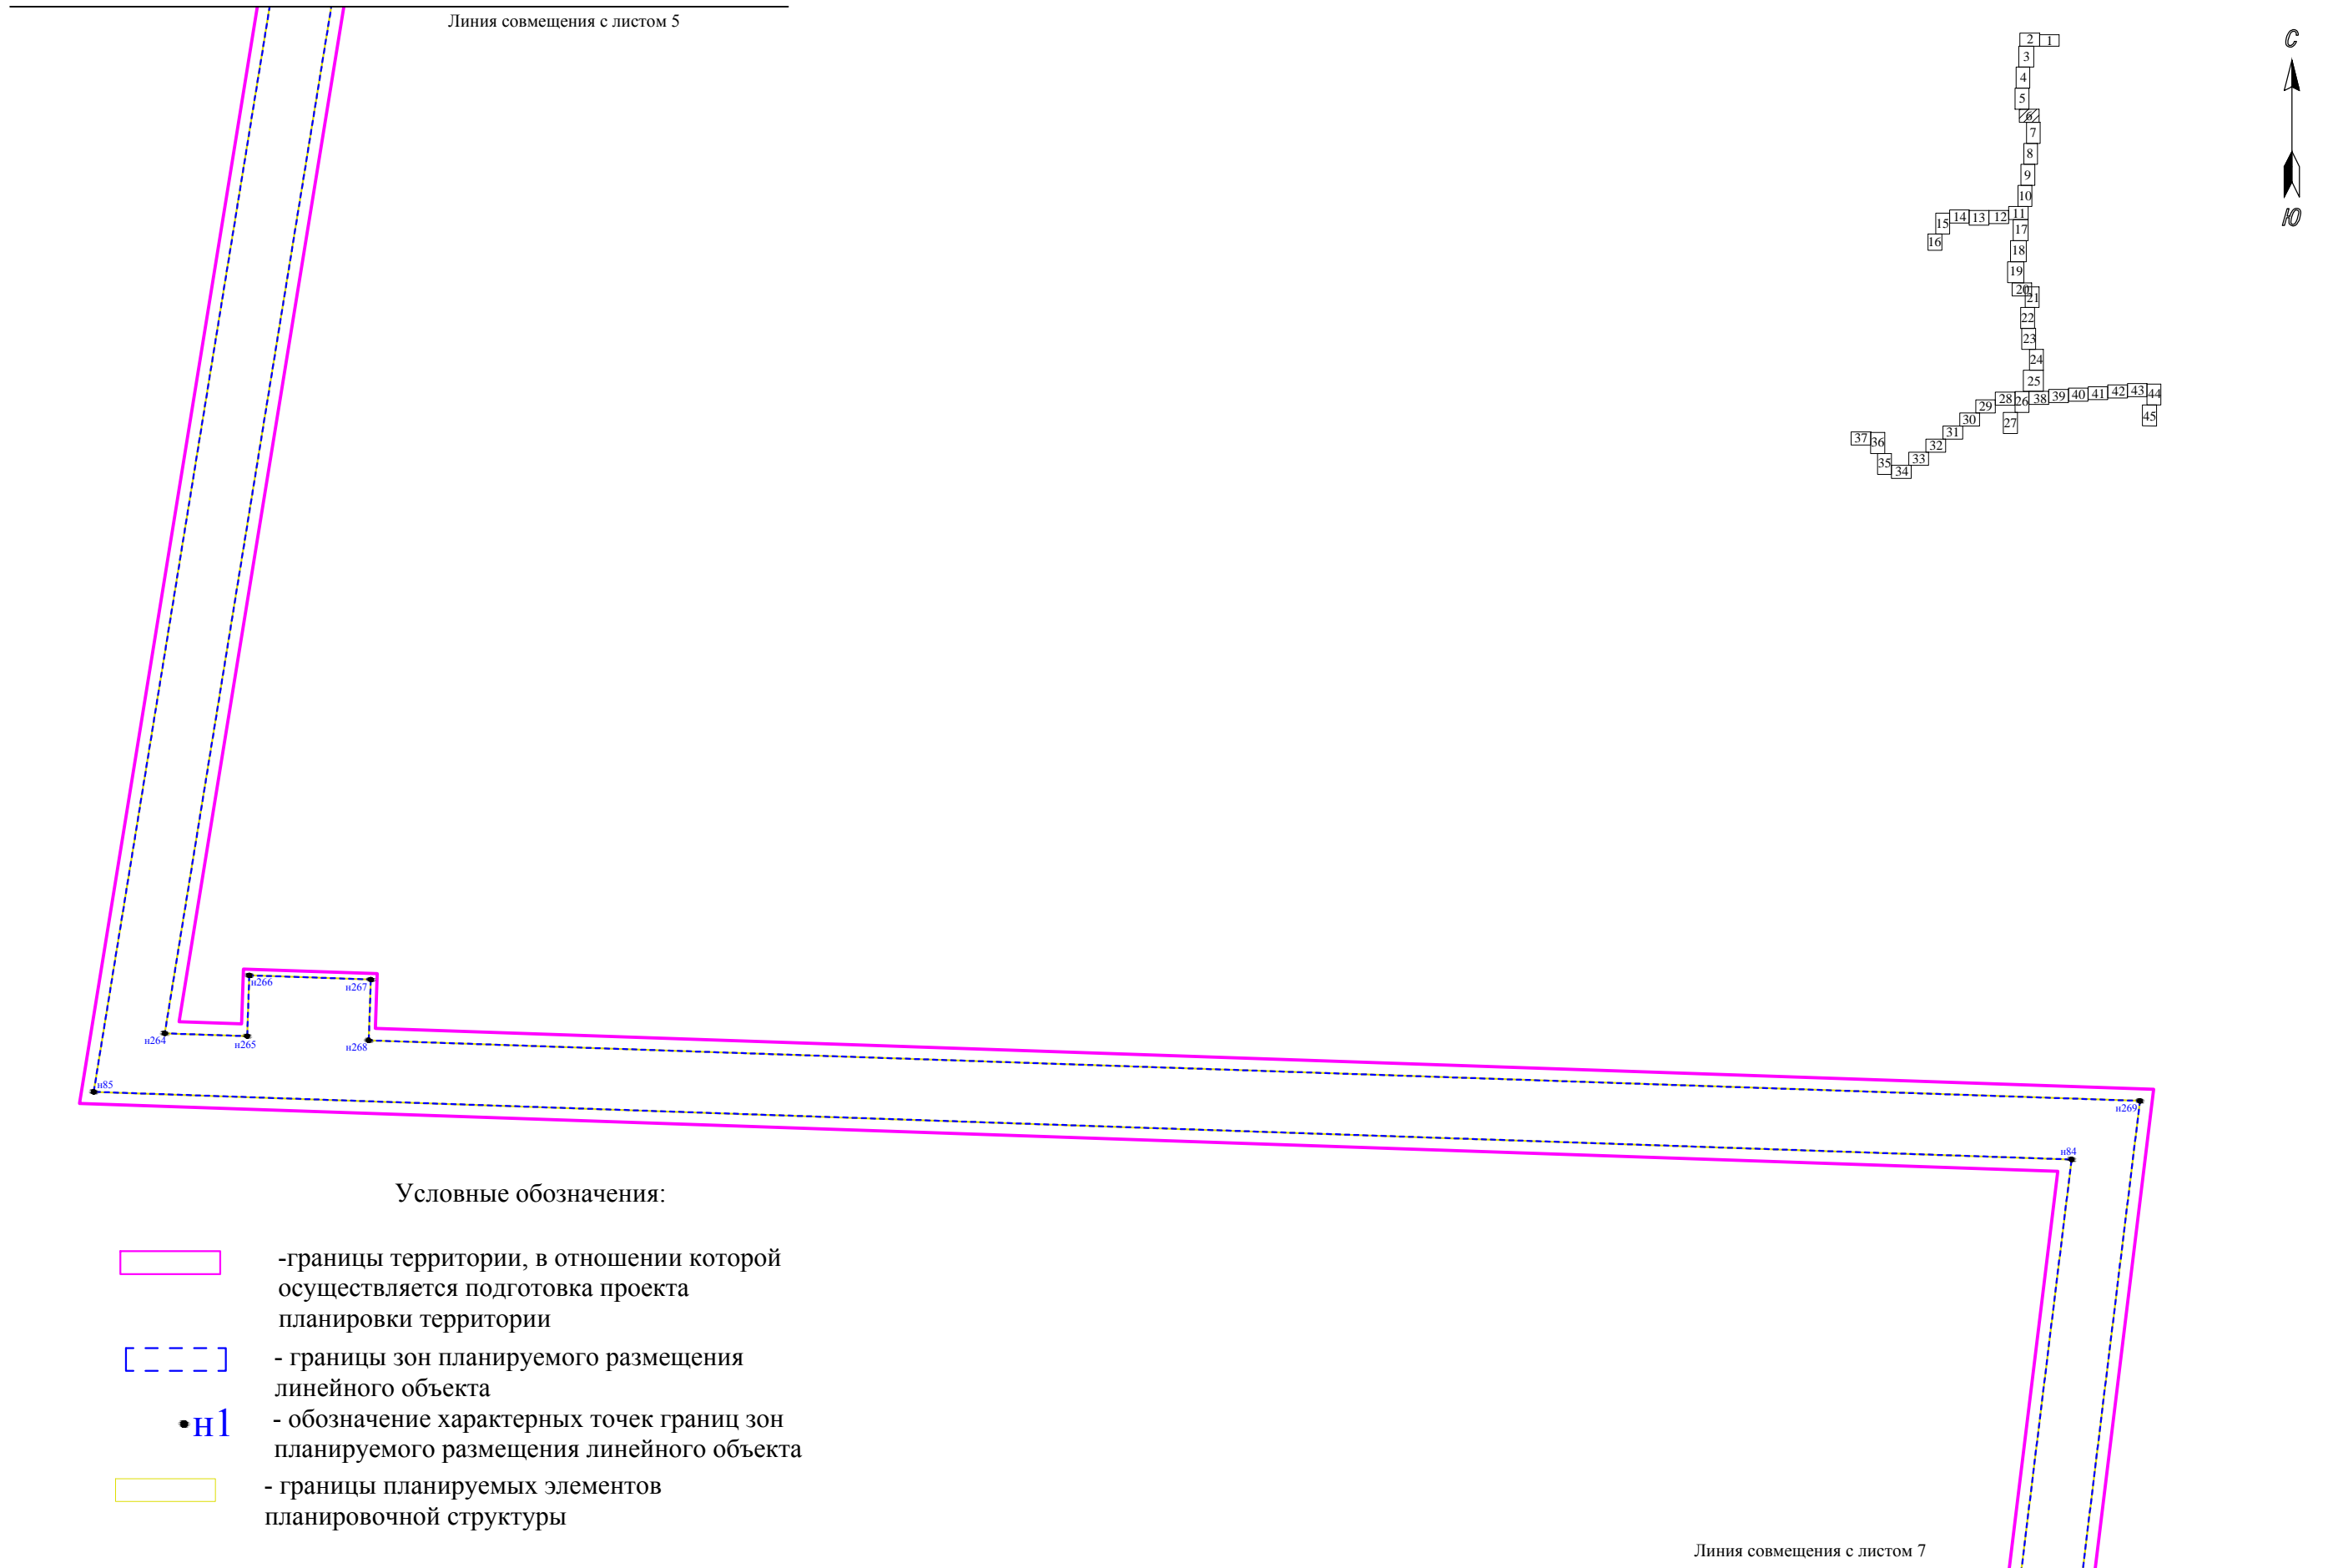 Линия совмещения с листом 5
С
Ю
2 1
3
4
5
6
7
8
9
10
15 14 13 12 11
16
17
18
19
20
21
22
23
24
25
28 26 38 39 40 41 42 43 44
29
30 27 45
31
37 36 32
35 34 33
н266
н267
н264
н265
н268
н85
н269
н84
Условные обозначения:
-границы территории, в отношении которой
осуществляется подготовка проекта
планировки территории
- границы зон планируемого размещения
линейного объекта
н1 - обозначение характерных точек границ зон
планируемого размещения линейного объекта
- границы планируемых элементов
планировочной структуры
Линия совмещения с листом 7